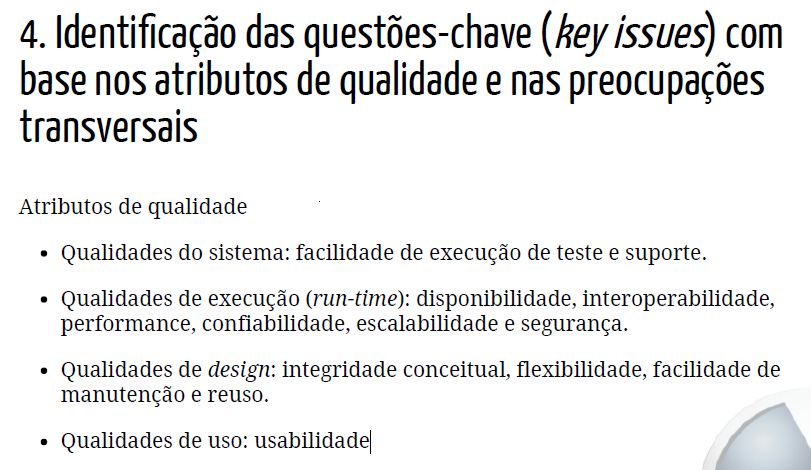 4. Identificação das questões-chave (key issues) com
base nos atributos de qualidade e nas preocupações
transversais
Atributos de qualidade
• Qualidades do sistema: facilidade de execução de teste e suporte.
• Qualidades de execução (run-time): disponibilidade, interoperabilidade,
performance, confiabilidade, escalabilidade e segurança.
• Qualidades de design: integridade conceitual, flexibilidade, facilidade de
manutenção e reuso.
• Qualidades de uso: usabilidade